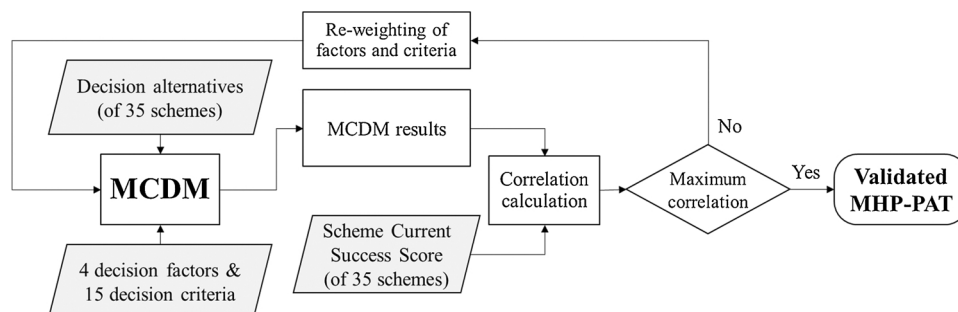 Re-weighting of
factors and criteria
Decision alternatives
(of 35 schemes)
MCDM results
No
MCDM
Correlation
calculation
Maximum
correlation
Yes
Validated
MHP-PAT
Scheme Current
Success Score
(of 35 schemes)
4 decision factors &
15 decision criteria